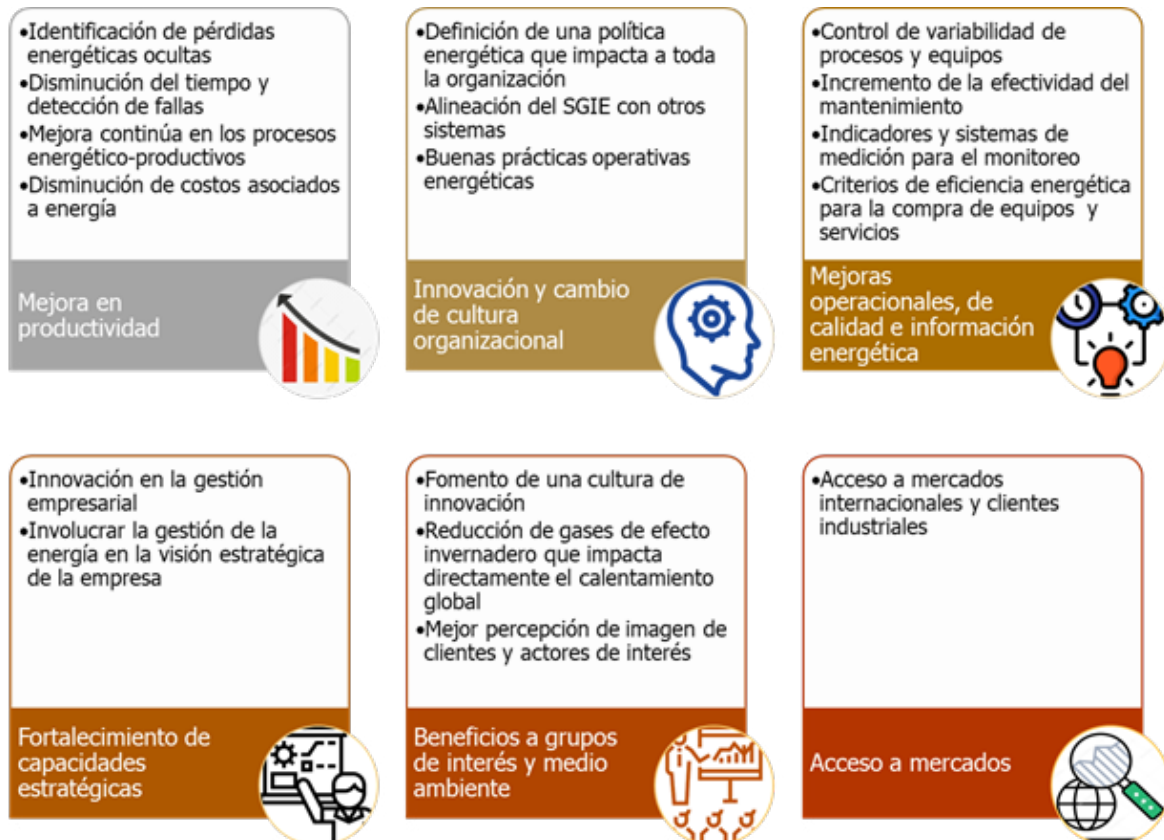 •Identificación de pérdidas
energéticas ocultas
•Disminución del tiempo y
detección de fallas
•Mejora continúa en los procesos
energético-productivos
•Disminución de costos asociados
a energía
Mejora en
productividad
•Definición de una política
energética que impacta a toda
la organización
•Alineación del SGIE con otros
sistemas
•Buenas prácticas operativas
energéticas
Innovación y cambio
de cultura
organizacional
•Control de variabilidad de
procesos y equipos
•Incremento de la efectividad del
mantenimiento
•Indicadores y sistemas de
medición para el monitoreo
•Criterios de eficiencia energética
para la compra de equipos y
servicios
Mejoras
operacionales, de
calidad e información
energética
•Innovación en la gestión
empresarial
•Involucrar la gestión de la
energía en la visión estratégica
de la empresa
Fortalecimiento de
capacidades
estratégicas
•Fomento de una cultura de
innovación
•Reducción de gases de efecto
invernadero que impacta
directamente el calentamiento
global
•Mejor percepción de imagen de
clientes y actores de interés
Beneficios a grupos
de interés y medio
ambiente
•Acceso a mercados
internacionales y clientes
industriales
Acceso a mercados